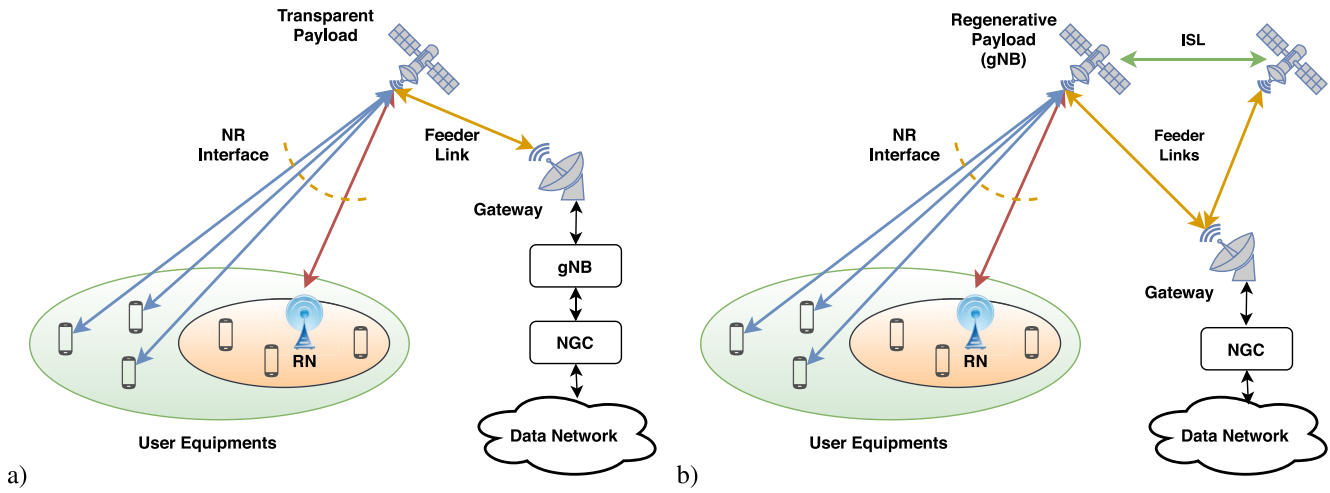 Transparent
Payload
NR
Interface
Feeder
Link
Gateway
gNB
NGC
RN
Data Network
User Equipments
a)
Regenerative
Payload
(gNB)
ISL
NR
Interface
Feeder
Links
Gateway
NGC
RN
Data Network
User Equipments
b)